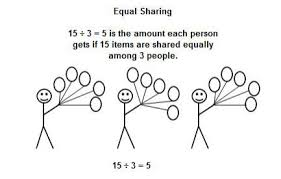 Equal Sharing
15 ÷ 3 = 5 is the amount each person
gets if 15 items are shared equally
among 3 people.
15 ÷ 3 = 5